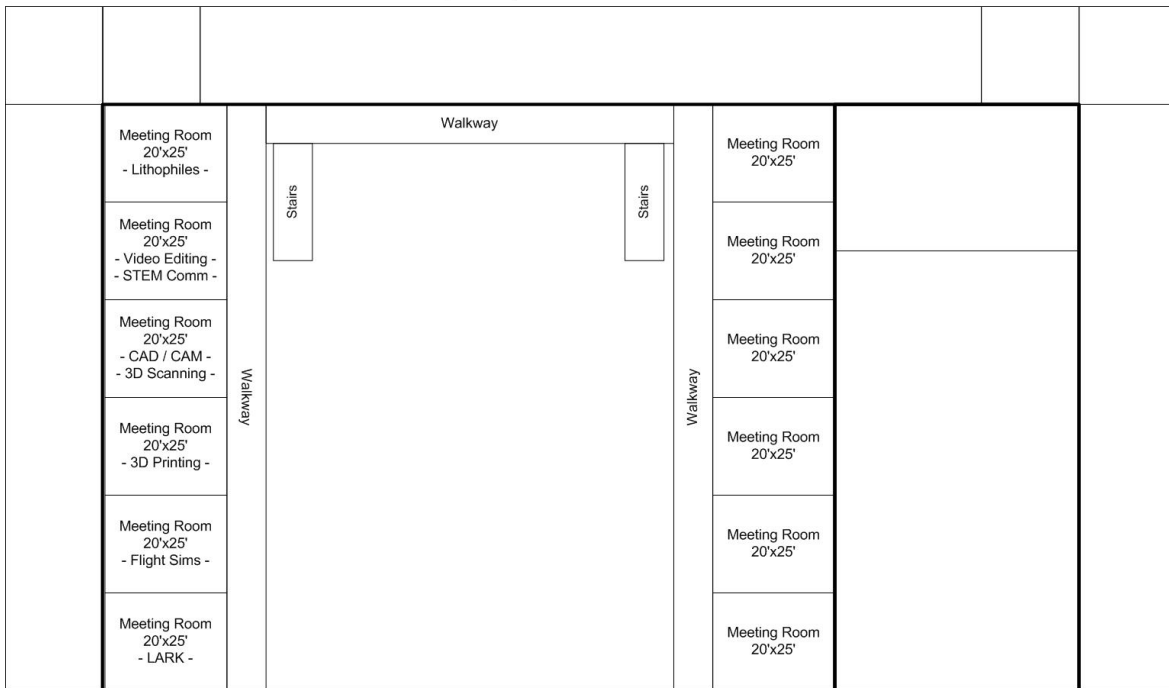 Meeting Room
20'x25'
- Lithophiles -
Meeting Room
20'x25'
- Video Editing -
- STEM Comm -
Meeting Room
20'x25'
- CAD / CAM -
- 3D Scanning -
Meeting Room
20'x25'
- 3D Printing -
Meeting Room
20'x25'
- Flight Sims -
Meeting Room
20'x25'
- LARK -
Walkway
Walkway
Stairs
Stairs
Walkway
Meeting Room
20'x25'
Meeting Room
20'x25'
Meeting Room
20'x25'
Meeting Room
20'x25'
Meeting Room
20'x25'
Meeting Room
20'x25'